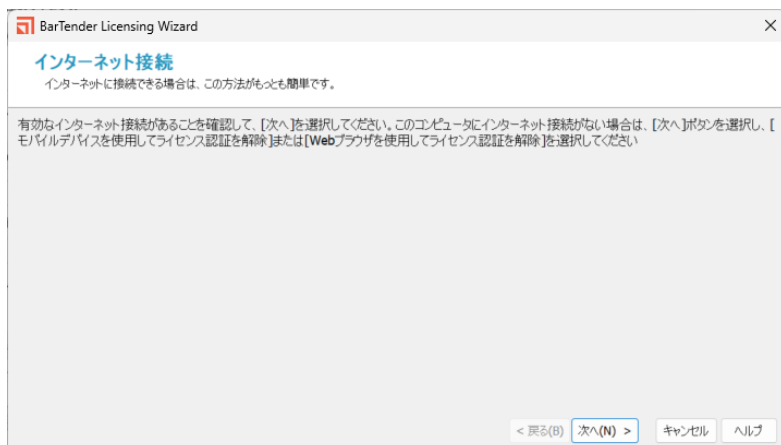 BarTender Licensing Wizard
インターネット接続
インターネットに接続できる場合は、この方法がもっとも簡単です。
有効なインターネット接続があることを確認して、[次へ]を選択してください。このコンピュータにインターネット接続がない場合は、[次へ]ボタンを選択し、[
モバイルデバイスを使用してライセンス認証を解除]または[Webブラウザを使用してライセンス認証を解除]を選択してください
< 戻る(B) 次へ(N) > キャンセル ヘルプ